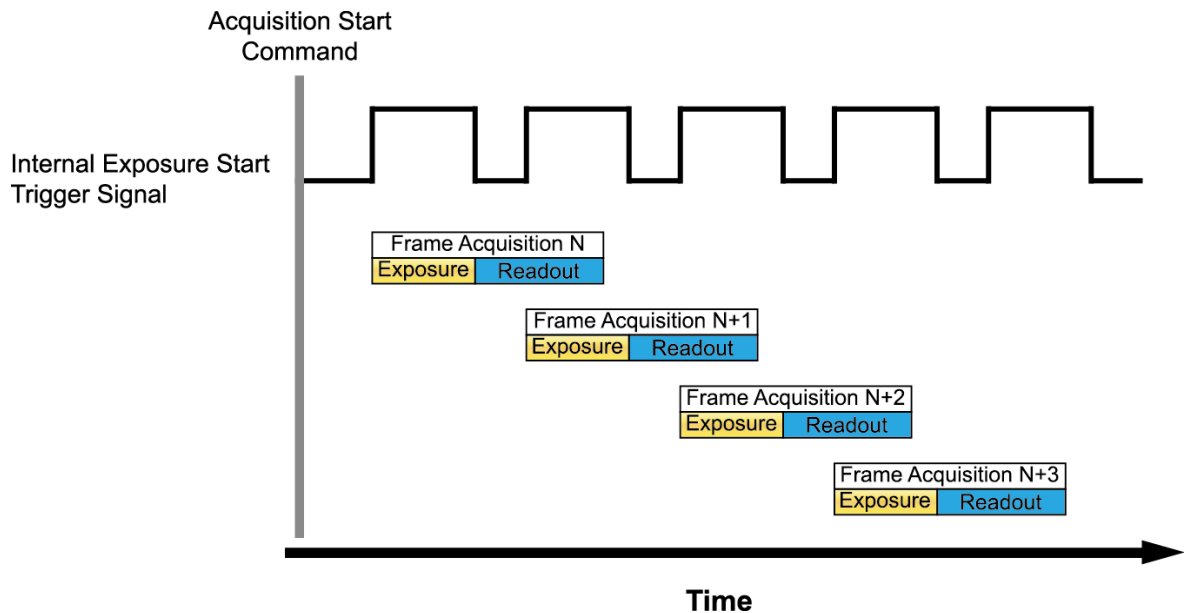 Acquisition Start
Command
Internal Exposure Start
Trigger Signal
Frame Acquisition N
Exposure Readout
Frame Acquisition N+1
Exposure Readout
Frame Acquisition N+2
Exposure Readout
Frame Acquisition N+3
Exposure Readout
Time